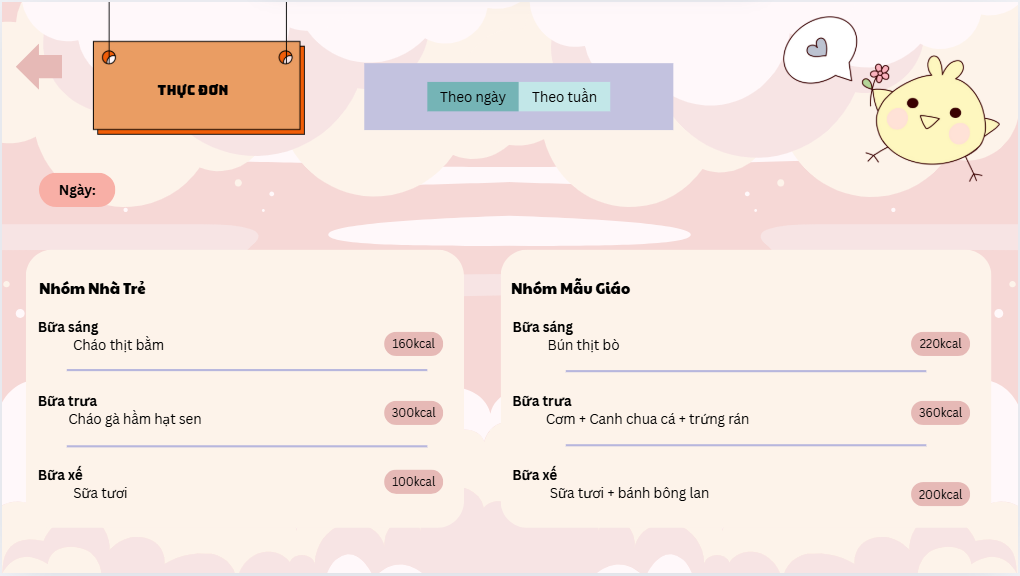 THỰC ĐƠN
Theo ngày
Theo tuần
Ngày:
Nhóm Nhà Trẻ
Bữa sáng
Cháo thịt bằm
160kcal
Bữa trưa
Cháo gà hầm hạt sen
300kcal
Bữa xế
Sữa tươi
100kcal
Nhóm Mẫu Giáo
Bữa sáng
Bún thịt bò
220kcal
Bữa trưa
Cơm + Canh chua cá + trứng rán
360kcal
Bữa xế
Sữa tươi + bánh bông lan
200kcal